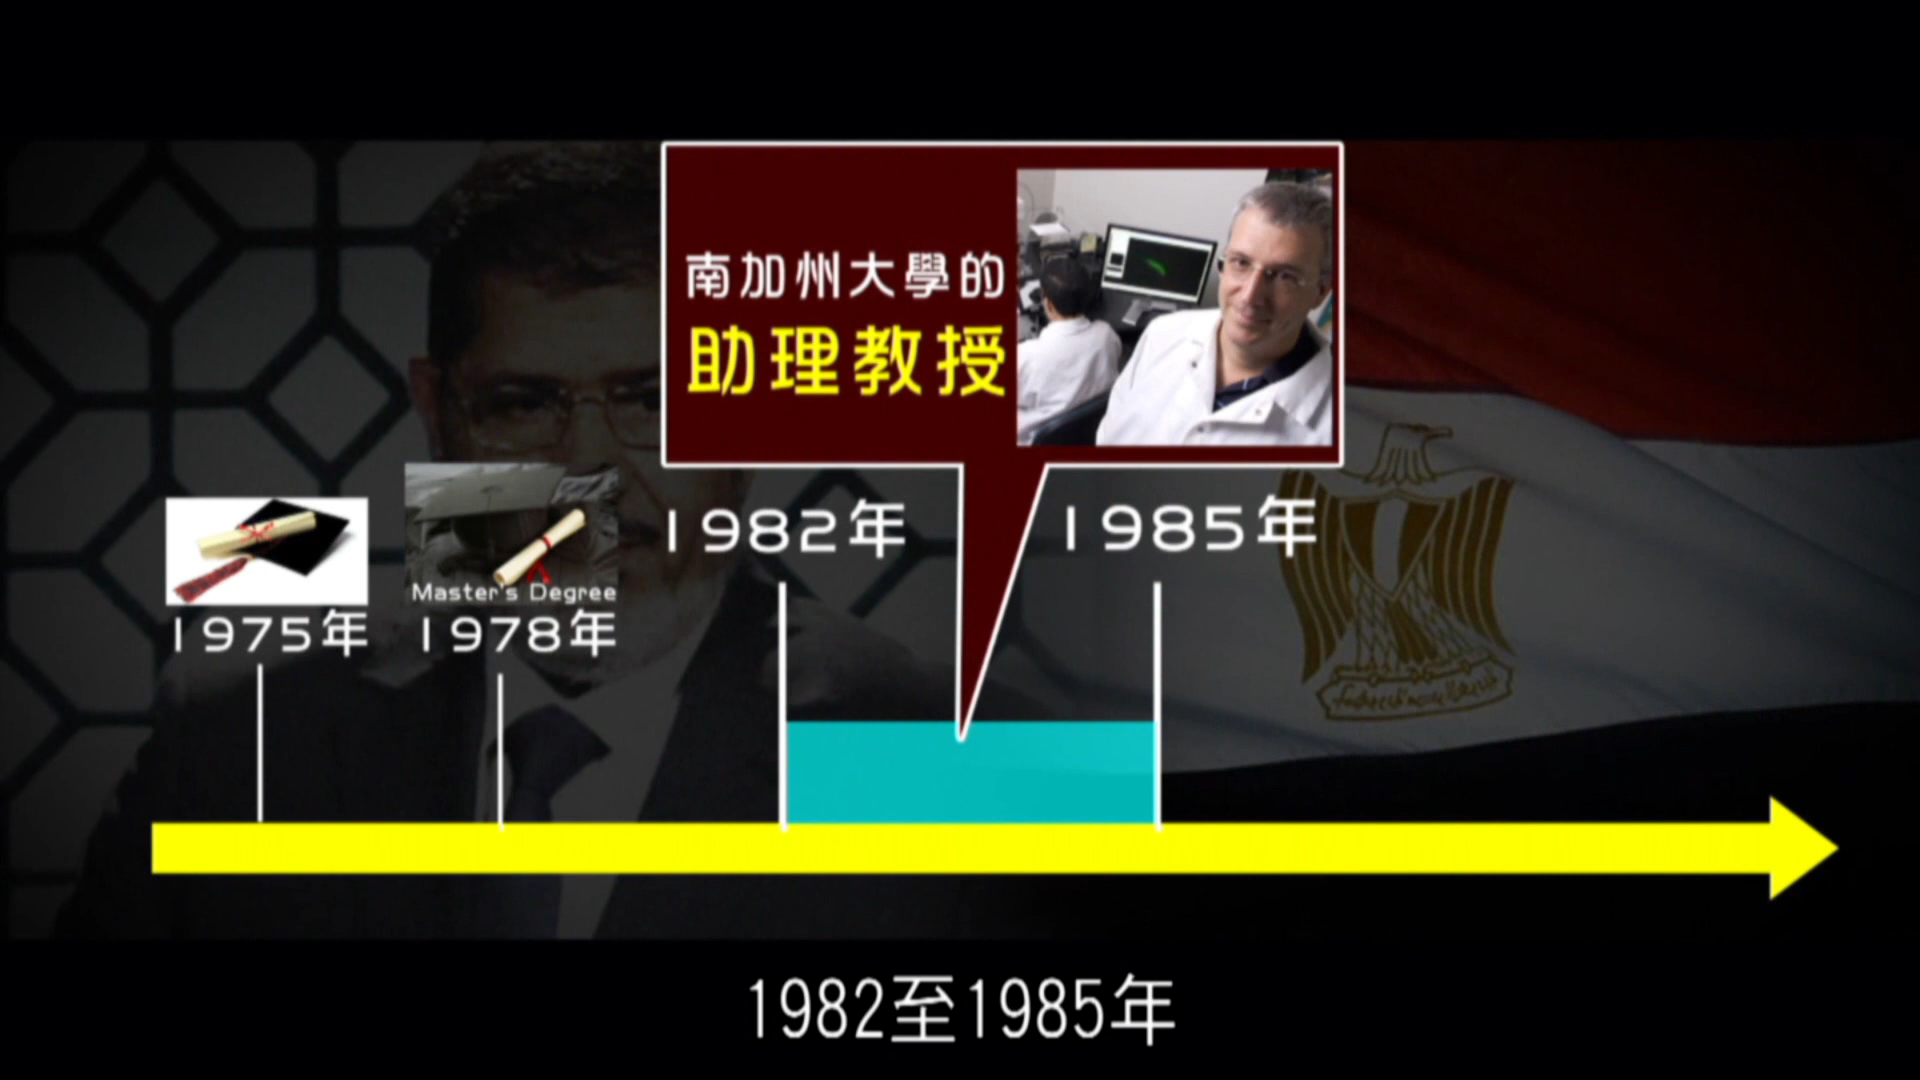 南加州大學的
助理教授
1982年
1985年
Master's Degree
1975年
1978年
1982至1985年